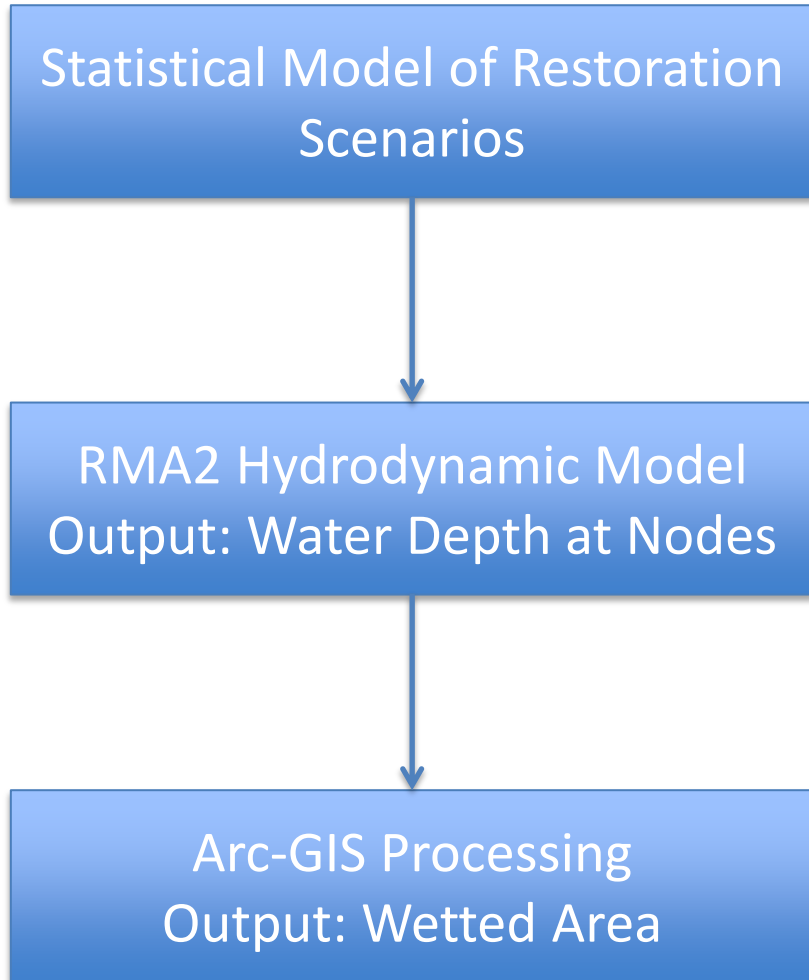 Statistical Model of Restoration
Scenarios
RMA2 Hydrodynamic Model
Output: Water Depth at Nodes
Arc-GIS Processing
Output: Wetted Area